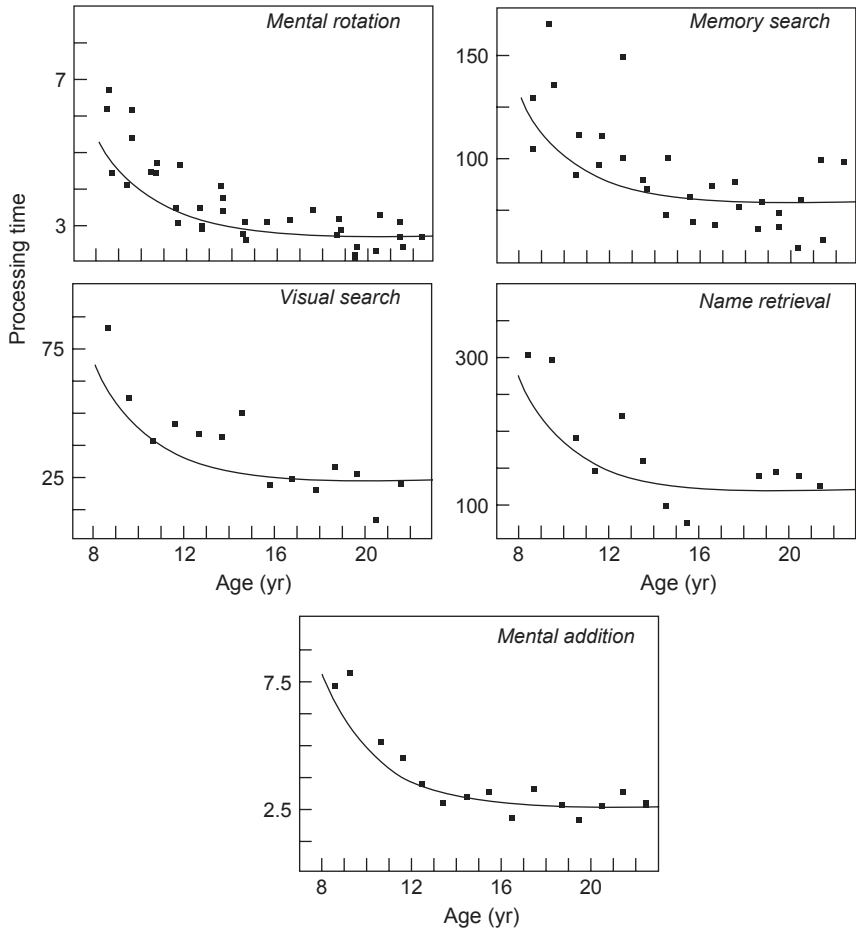 Mental rotation
7
3
Memory search
150
100
Processing time
Visual search
75
25
8 12 16 20
Age (yr)
Name retrieval
300
100
8 12 16 20
Age (yr)
Mental addition
7.5
2.5
8 12 16 20
Age (yr)